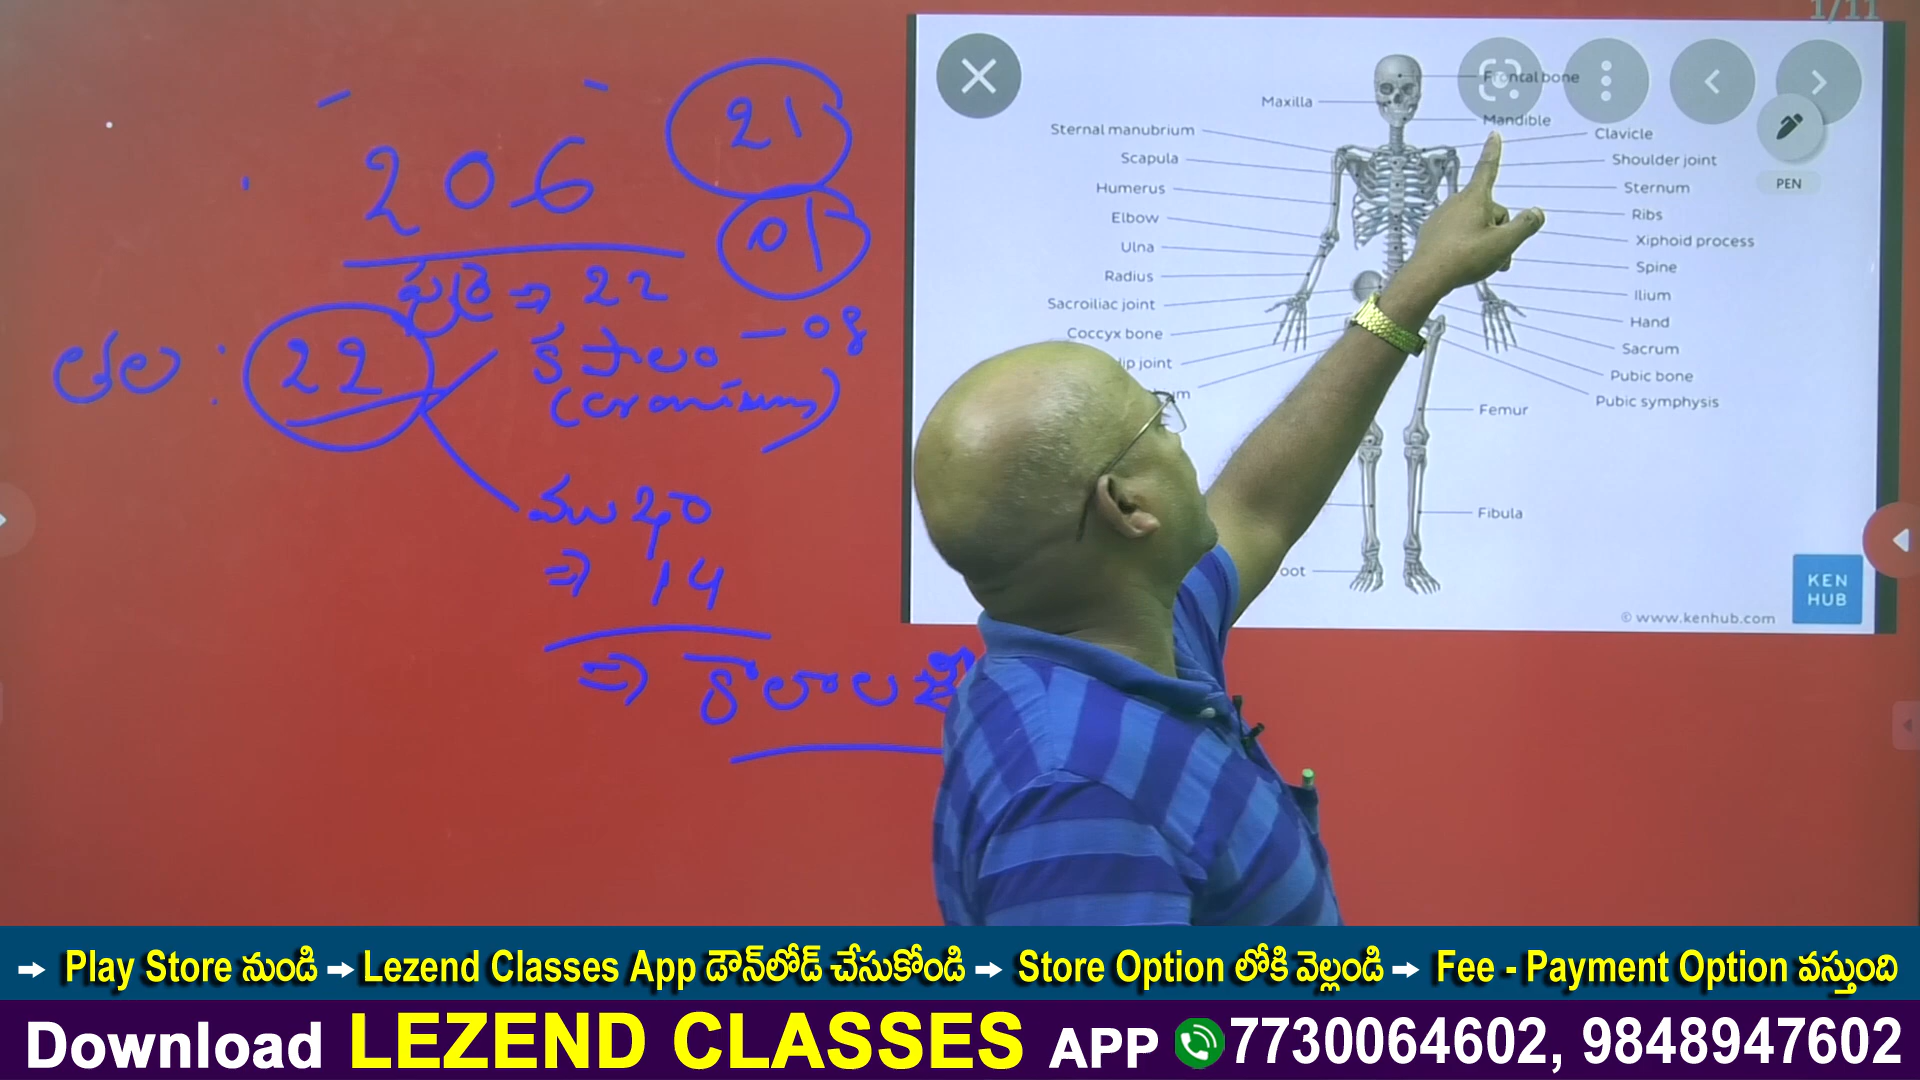 1/11
206
21
01
పుర్రె ⇒ 22
తల : 22
కపాలం - 08
(cranium)
ముఖం
⇒ 14
⇒
Frontal bone
Maxilla
Mandible
Sternal manubrium
Clavicle
Scapula
Shoulder joint
Humerus
Sternum
Elbow
Ribs
Ulna
Xiphoid process
Radius
Spine
Sacroiliac joint
Ilium
Coccyx bone
Hand
joint
Sacrum
Pubic bone
Pubic symphysis
Femur
Fibula
PEN
KEN
HUB
© www.kenhub.com
➞ Play Store నుండి ➞ Lezend Classes App డౌన్‌లోడ్ చేసుకోండి ➞ Store Option లోకి వెల్లండి ➞ Fee - Payment Option వస్తుంది
Download LEZEND CLASSES APP 7730064602, 9848947602